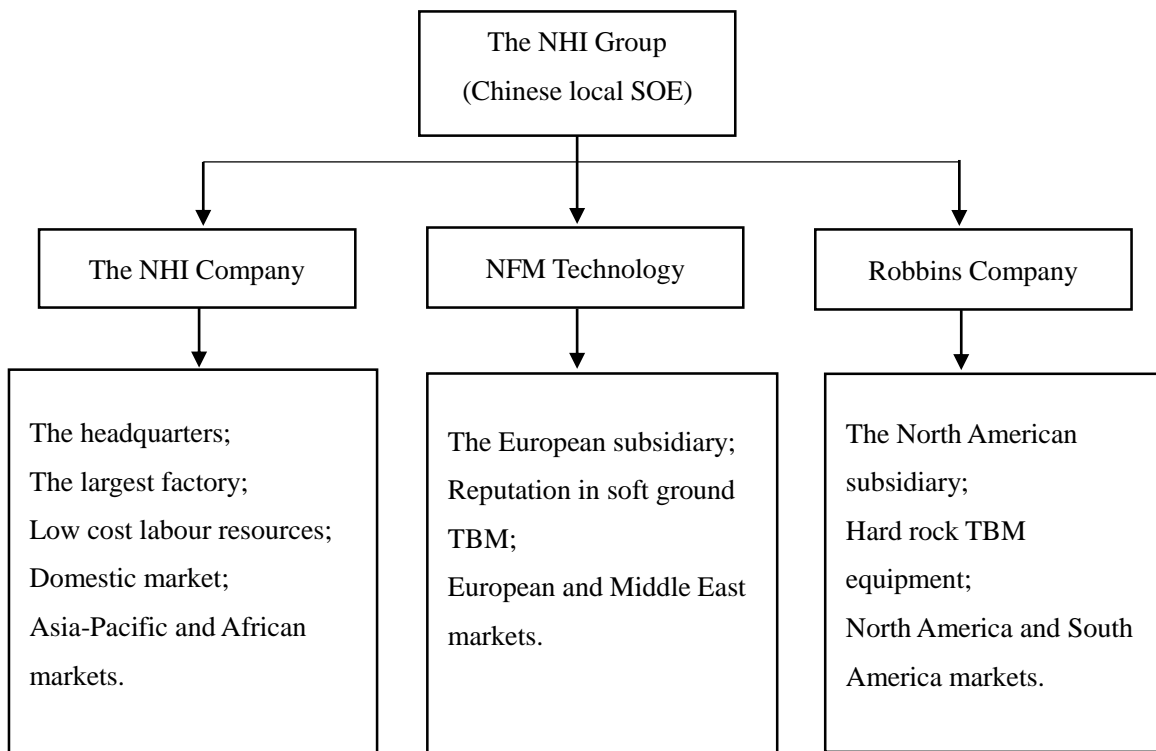 The NHI Group
(Chinese local SOE)
The NHI Company
NFM Technology
Robbins Company
The headquarters;
The largest factory;
Low cost labour resources;
Domestic market;
Asia-Pacific and African
markets.
The European subsidiary;
Reputation in soft ground
TBM;
European and Middle East
markets.
The North American
subsidiary;
Hard rock TBM
equipment;
North America and South
America markets.